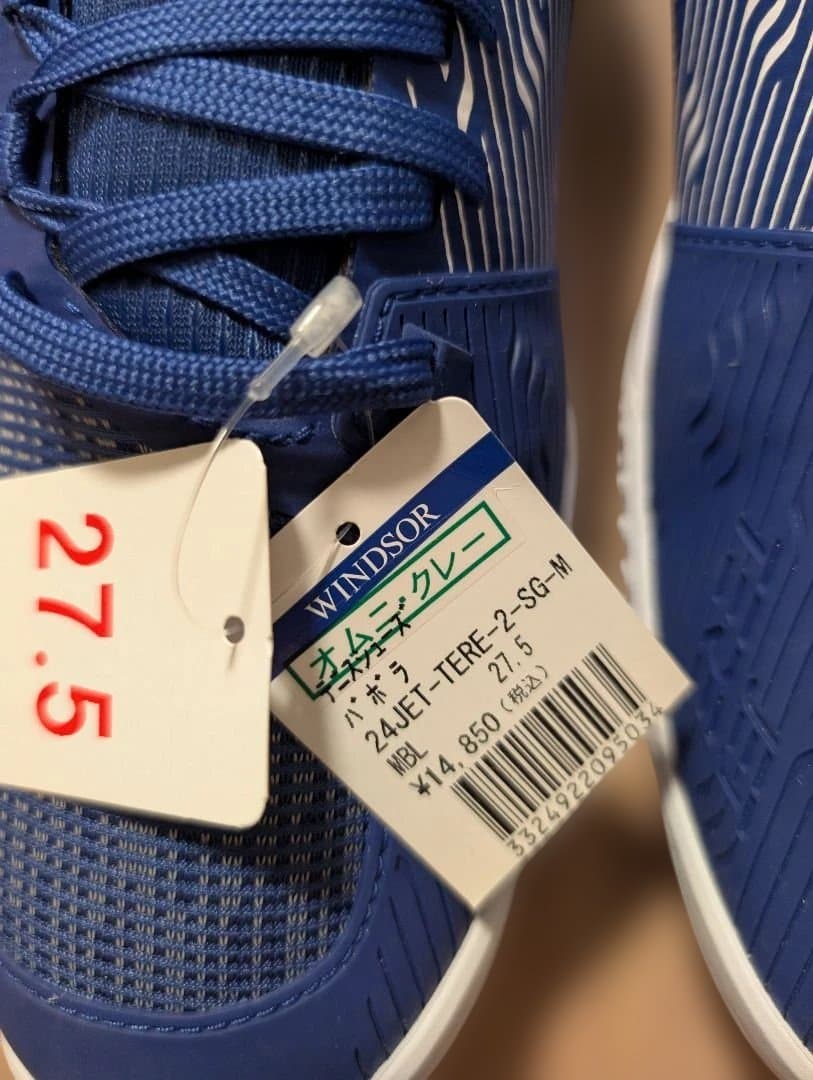 27.5
WINDSOR
オムニ・クレー
バボラ
24JET-TERE-2-SG-M
MBL 27.5
¥14,850(税込)
3324922095034